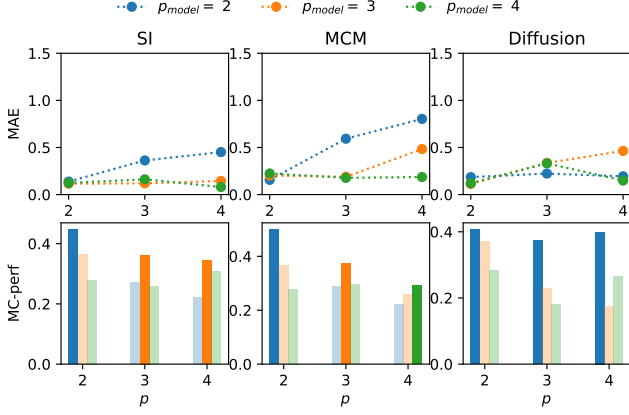 p_model = 2 p_model = 3 p_model = 4
SI MCM Diffusion
MAE
1.5 1.5 1.5
1.0 1.0 1.0
0.5 0.5 0.5
0.0 0.0 0.0
2 3 4 2 3 4 2 3 4
MC-perf
0.4 0.4 0.4
0.2 0.2 0.2
0.0 0.0 0.0
2 3 4 2 3 4 2 3 4
p p p